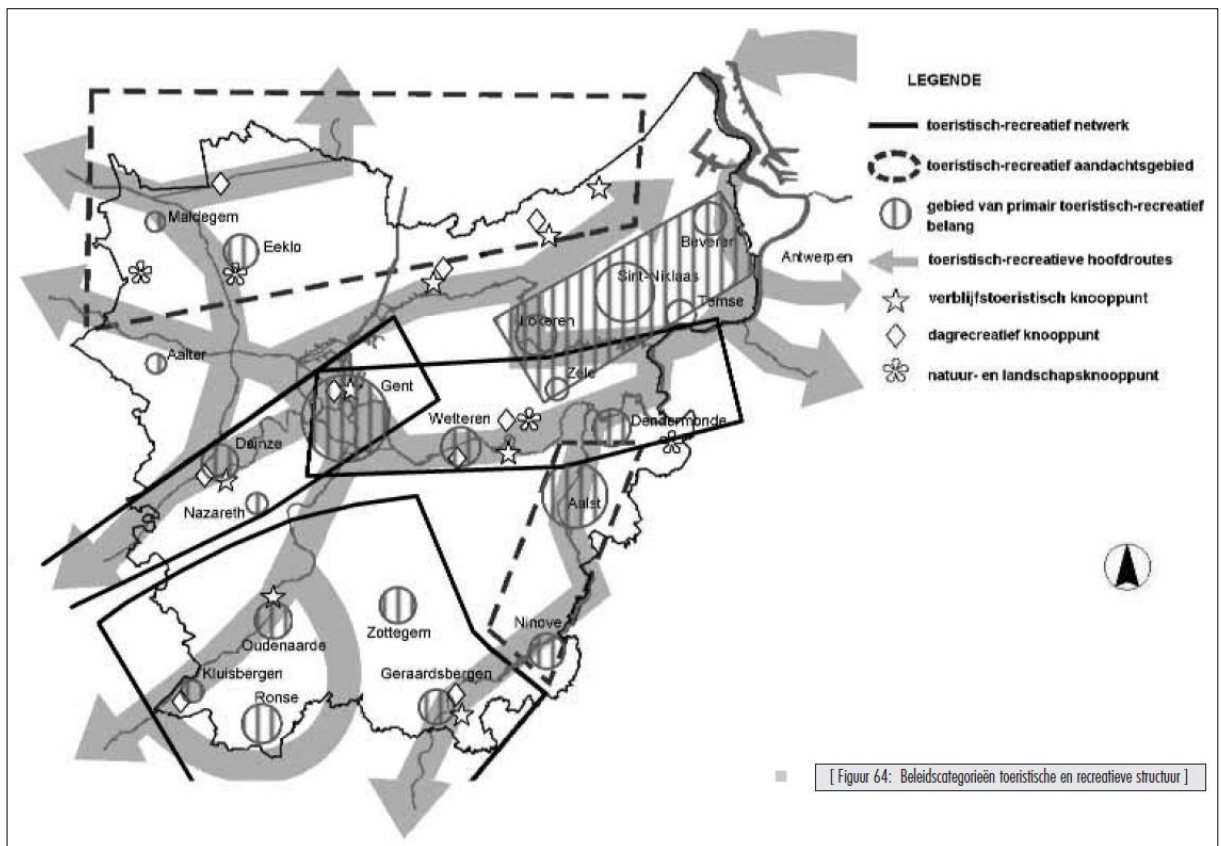 LEGENDE
toeristisch-recreatief netwerk
toeristisch-recreatief aandachtsgebied
gebied van primair toeristisch-recreatief
belang
toeristisch-recreatieve hoofdroutes
verblijfstoeristisch knooppunt
dagrecreatief knooppunt
natuur- en landschapsknooppunt
Maldegem
Eeklo
Beveren
Sint-Niklaas
Antwerpen
Temse
Lokeren
Aalter
Zele
Gent
Wetteren
Dendermonde
Deinze
Nazareth
Aalst
Zottegem
Ninove
Oudenaarde
Kluisbergen
Geraardsbergen
Ronse
[ Figuur 64: Beleidscategorieën toeristische en recreatieve structuur ]